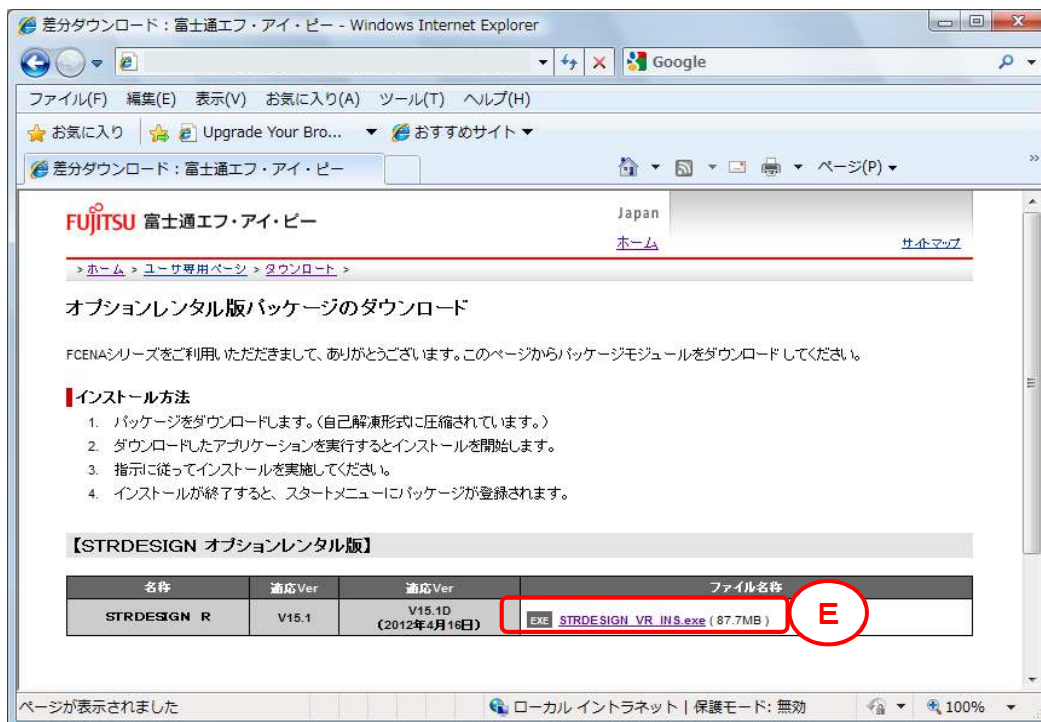 差分ダウンロード：富士通エフ・アイ・ピー - Windows Internet Explorer
Google
ファイル(F) 編集(E) 表示(V) お気に入り(A) ツール(T) ヘルプ(H)
お気に入り Upgrade Your Bro... おすすめサイト
差分ダウンロード：富士通エフ・アイ・ピー ページ(P) »
FUJITSU 富士通エフ・アイ・ピー
Japan
ホーム サイトマップ
> ホーム > ユーザ専用ページ > ダウンロード >
オプションレンタル版パッケージのダウンロード
FCENAシリーズをご利用いただだきまして、ありがとうございます。このページからパッケージモジュールをダウンロードしてください。
インストール方法
1. パッケージをダウンロードします。（自己解凍形式に圧縮されています。）
2. ダウンロードしたアプリケーションを実行するとインストールを開始します。
3. 指示に従ってインストールを実施してください。
4. インストールが終了すると、スタートメニューにパッケージが登録されます。
【STRDESIGN オプションレンタル版】
名称 適応Ver 適応Ver ファイル名称
STRDESIGN R V15.1 V15.1D (2012年4月16日) EXE STRDESIGN_VR_INS.exe ( 87.7MB )
E
ページが表示されました ローカル イントラネット | 保護モード: 無効 100%